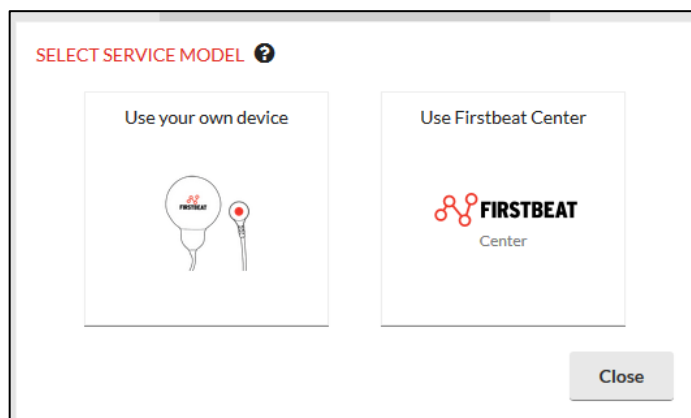 SELECT SERVICE MODEL ?
Use your own device
FIRSTBEAT
Use Firstbeat Center
FIRSTBEAT
Center
Close